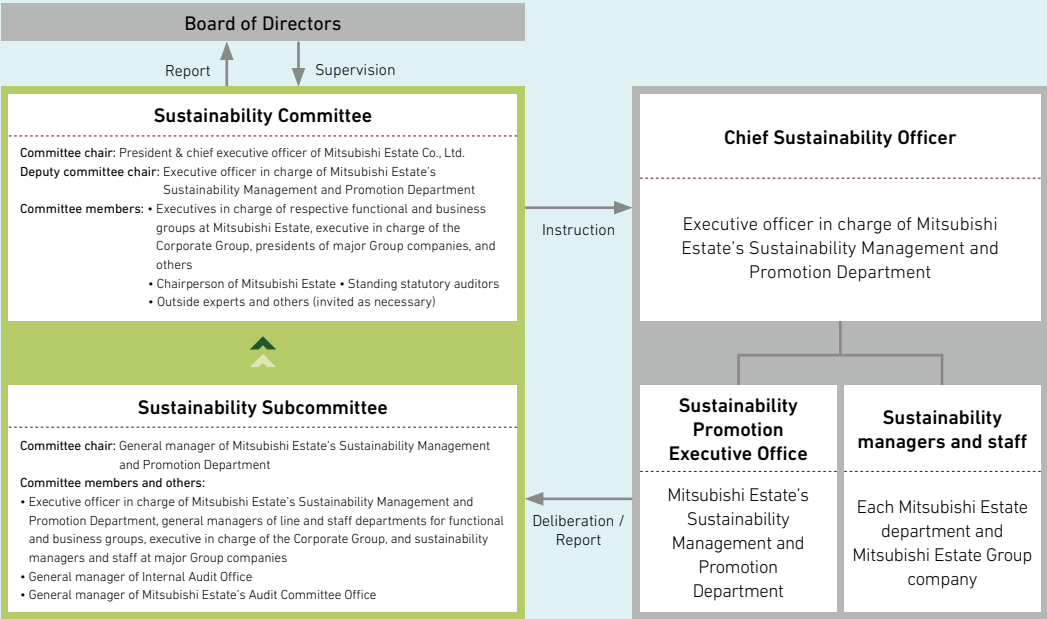 Board of Directors
Report
Supervision
Sustainability Committee
Committee chair: President & chief executive officer of Mitsubishi Estate Co., Ltd.
Deputy committee chair: Executive officer in charge of Mitsubishi Estate’s
Sustainability Management and Promotion Department
Committee members: • Executives in charge of respective functional and business
groups at Mitsubishi Estate, executive in charge of the
Corporate Group, presidents of major Group companies, and
others
• Chairperson of Mitsubishi Estate • Standing statutory auditors
• Outside experts and others (invited as necessary)
Sustainability Subcommittee
Committee chair: General manager of Mitsubishi Estate’s Sustainability Management
and Promotion Department
Committee members and others:
• Executive officer in charge of Mitsubishi Estate’s Sustainability Management and
Promotion Department, general managers of line and staff departments for functional
and business groups, executive in charge of the Corporate Group, and sustainability
managers and staff at major Group companies
• General manager of Internal Audit Office
• General manager of Mitsubishi Estate’s Audit Committee Office
Instruction
Deliberation /
Report
Chief Sustainability Officer
Executive officer in charge of Mitsubishi
Estate’s Sustainability Management and
Promotion Department
Sustainability
Promotion
Executive Office
Mitsubishi Estate’s
Sustainability
Management and
Promotion
Department
Sustainability
managers and staff
Each Mitsubishi Estate
department and
Mitsubishi Estate Group
company